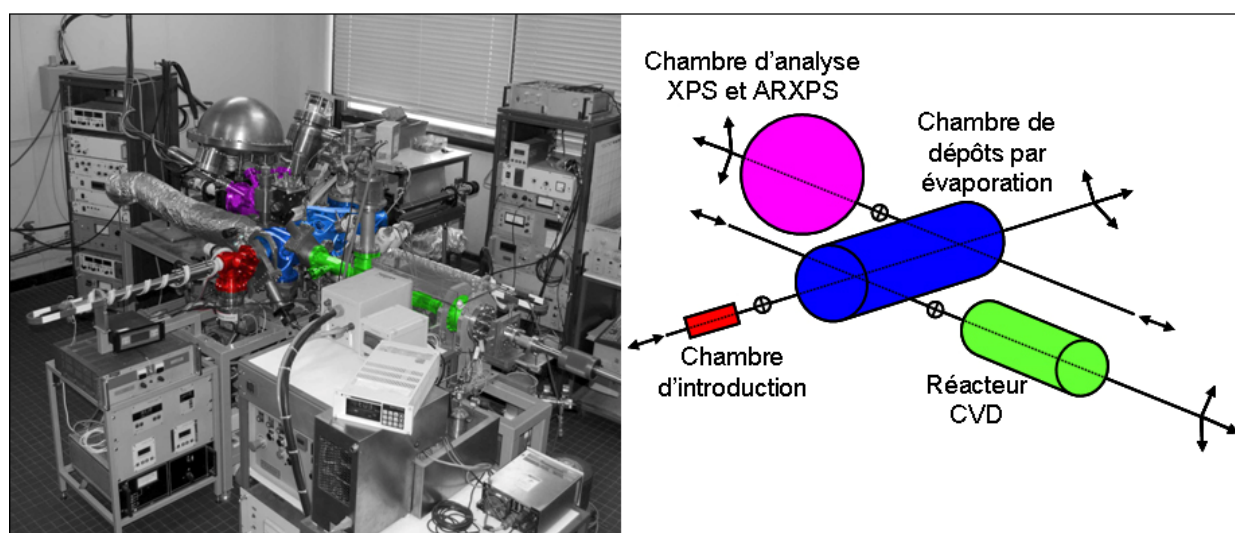 Chambre d'analyse
XPS et ARXPS
Chambre de
dépôts par
évaporation
Chambre
d'introduction
Réacteur
CVD